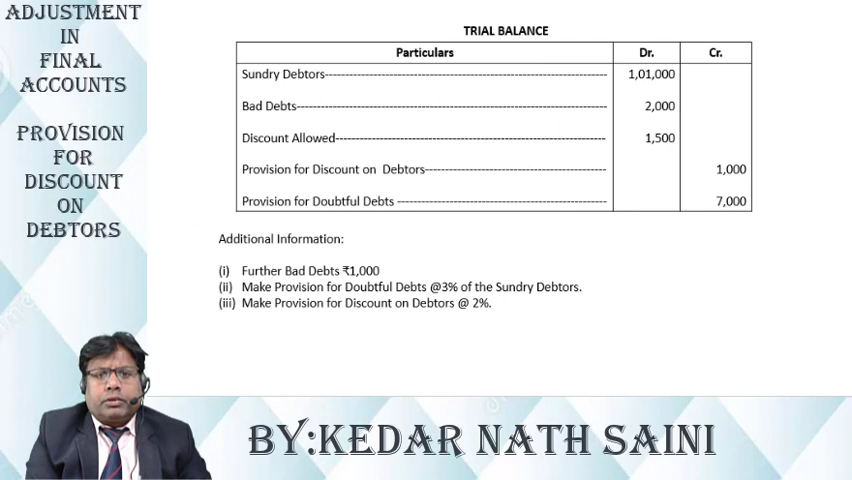 ADJUSTMENT
IN
FINAL
ACCOUNTS
PROVISION
FOR
DISCOUNT
ON
DEBTORS
TRIAL BALANCE
Particulars Dr. Cr.
Sundry Debtors 1,01,000
Bad Debts 2,000
Discount Allowed 1,500
Provision for Discount on Debtors 1,000
Provision for Doubtful Debts 7,000
Additional Information:
(i) Further Bad Debts ₹1,000
(ii) Make Provision for Doubtful Debts @3% of the Sundry Debtors.
(iii) Make Provision for Discount on Debtors @ 2%.
BY:KEDAR NATH SAINI